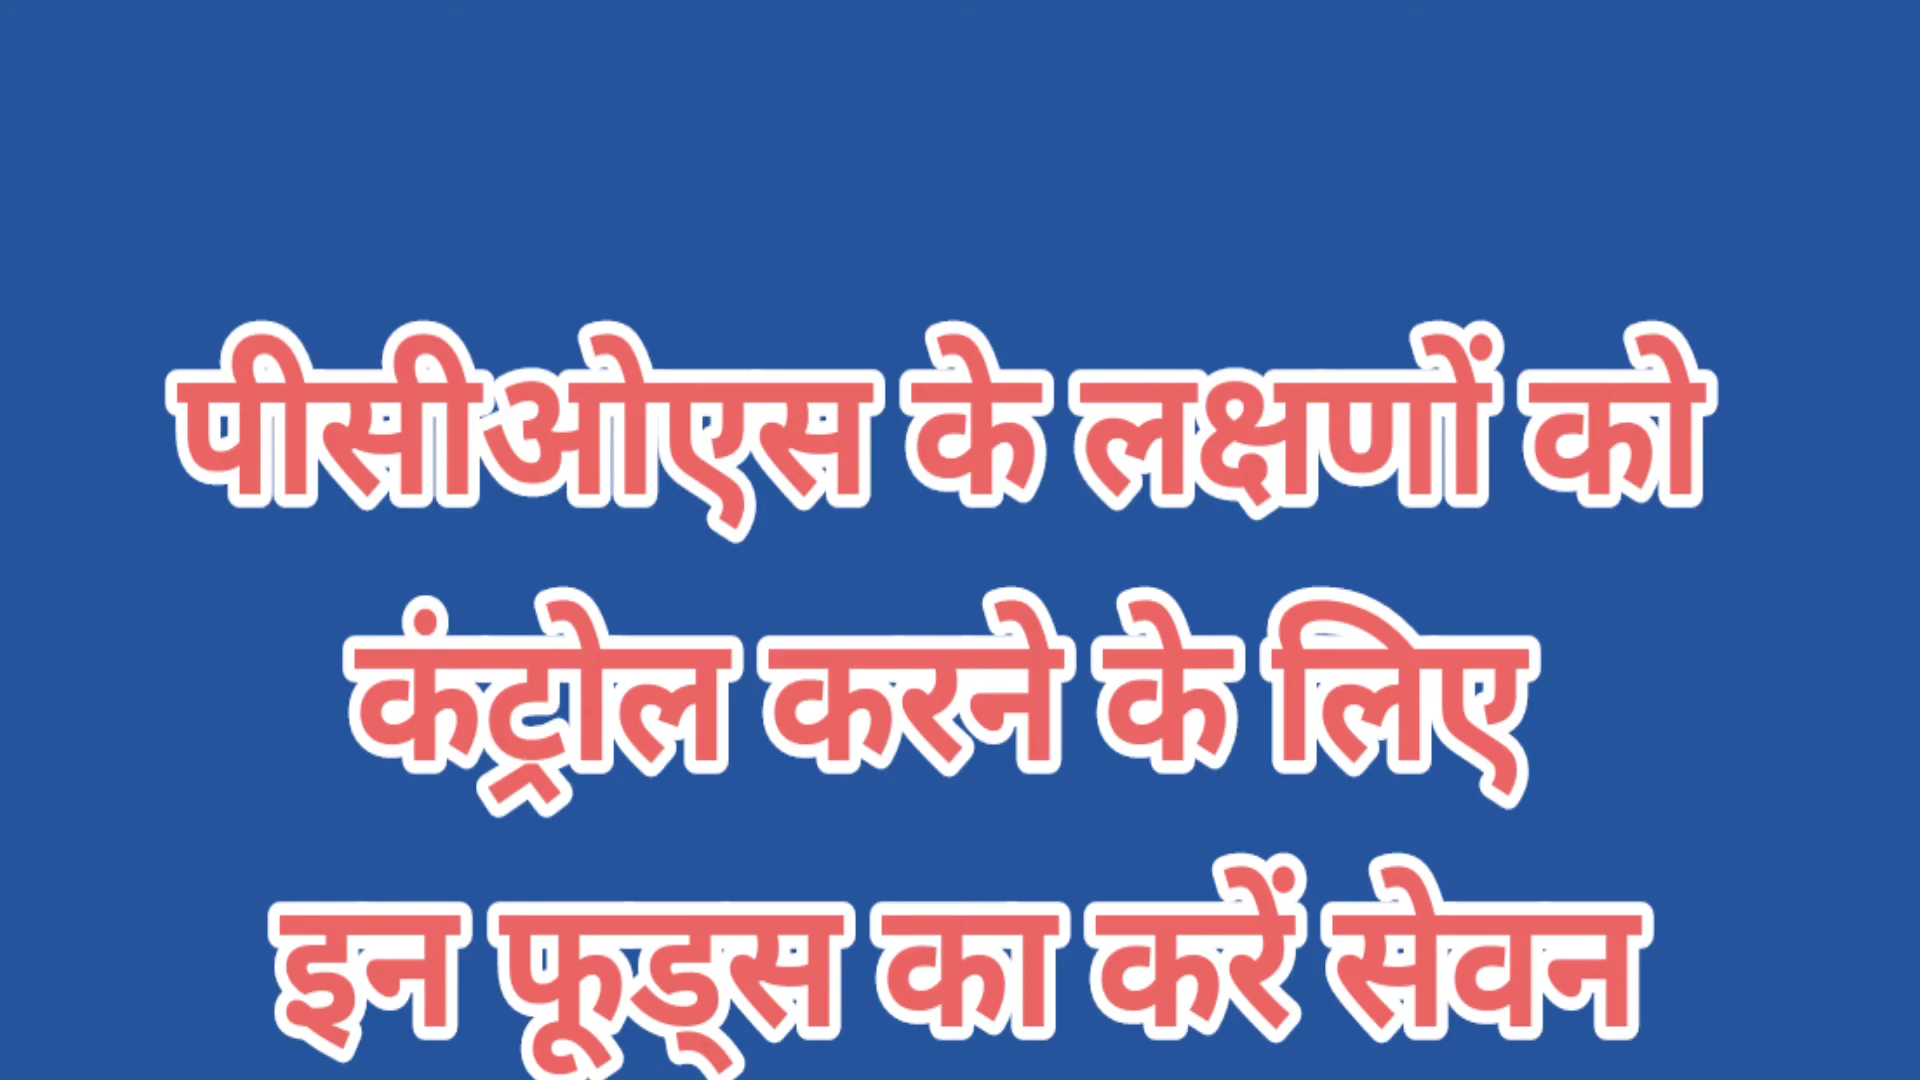 पीसीओएस के लक्षणों को
कंट्रोल करने के लिए
इन फूड्स का करें सेवन